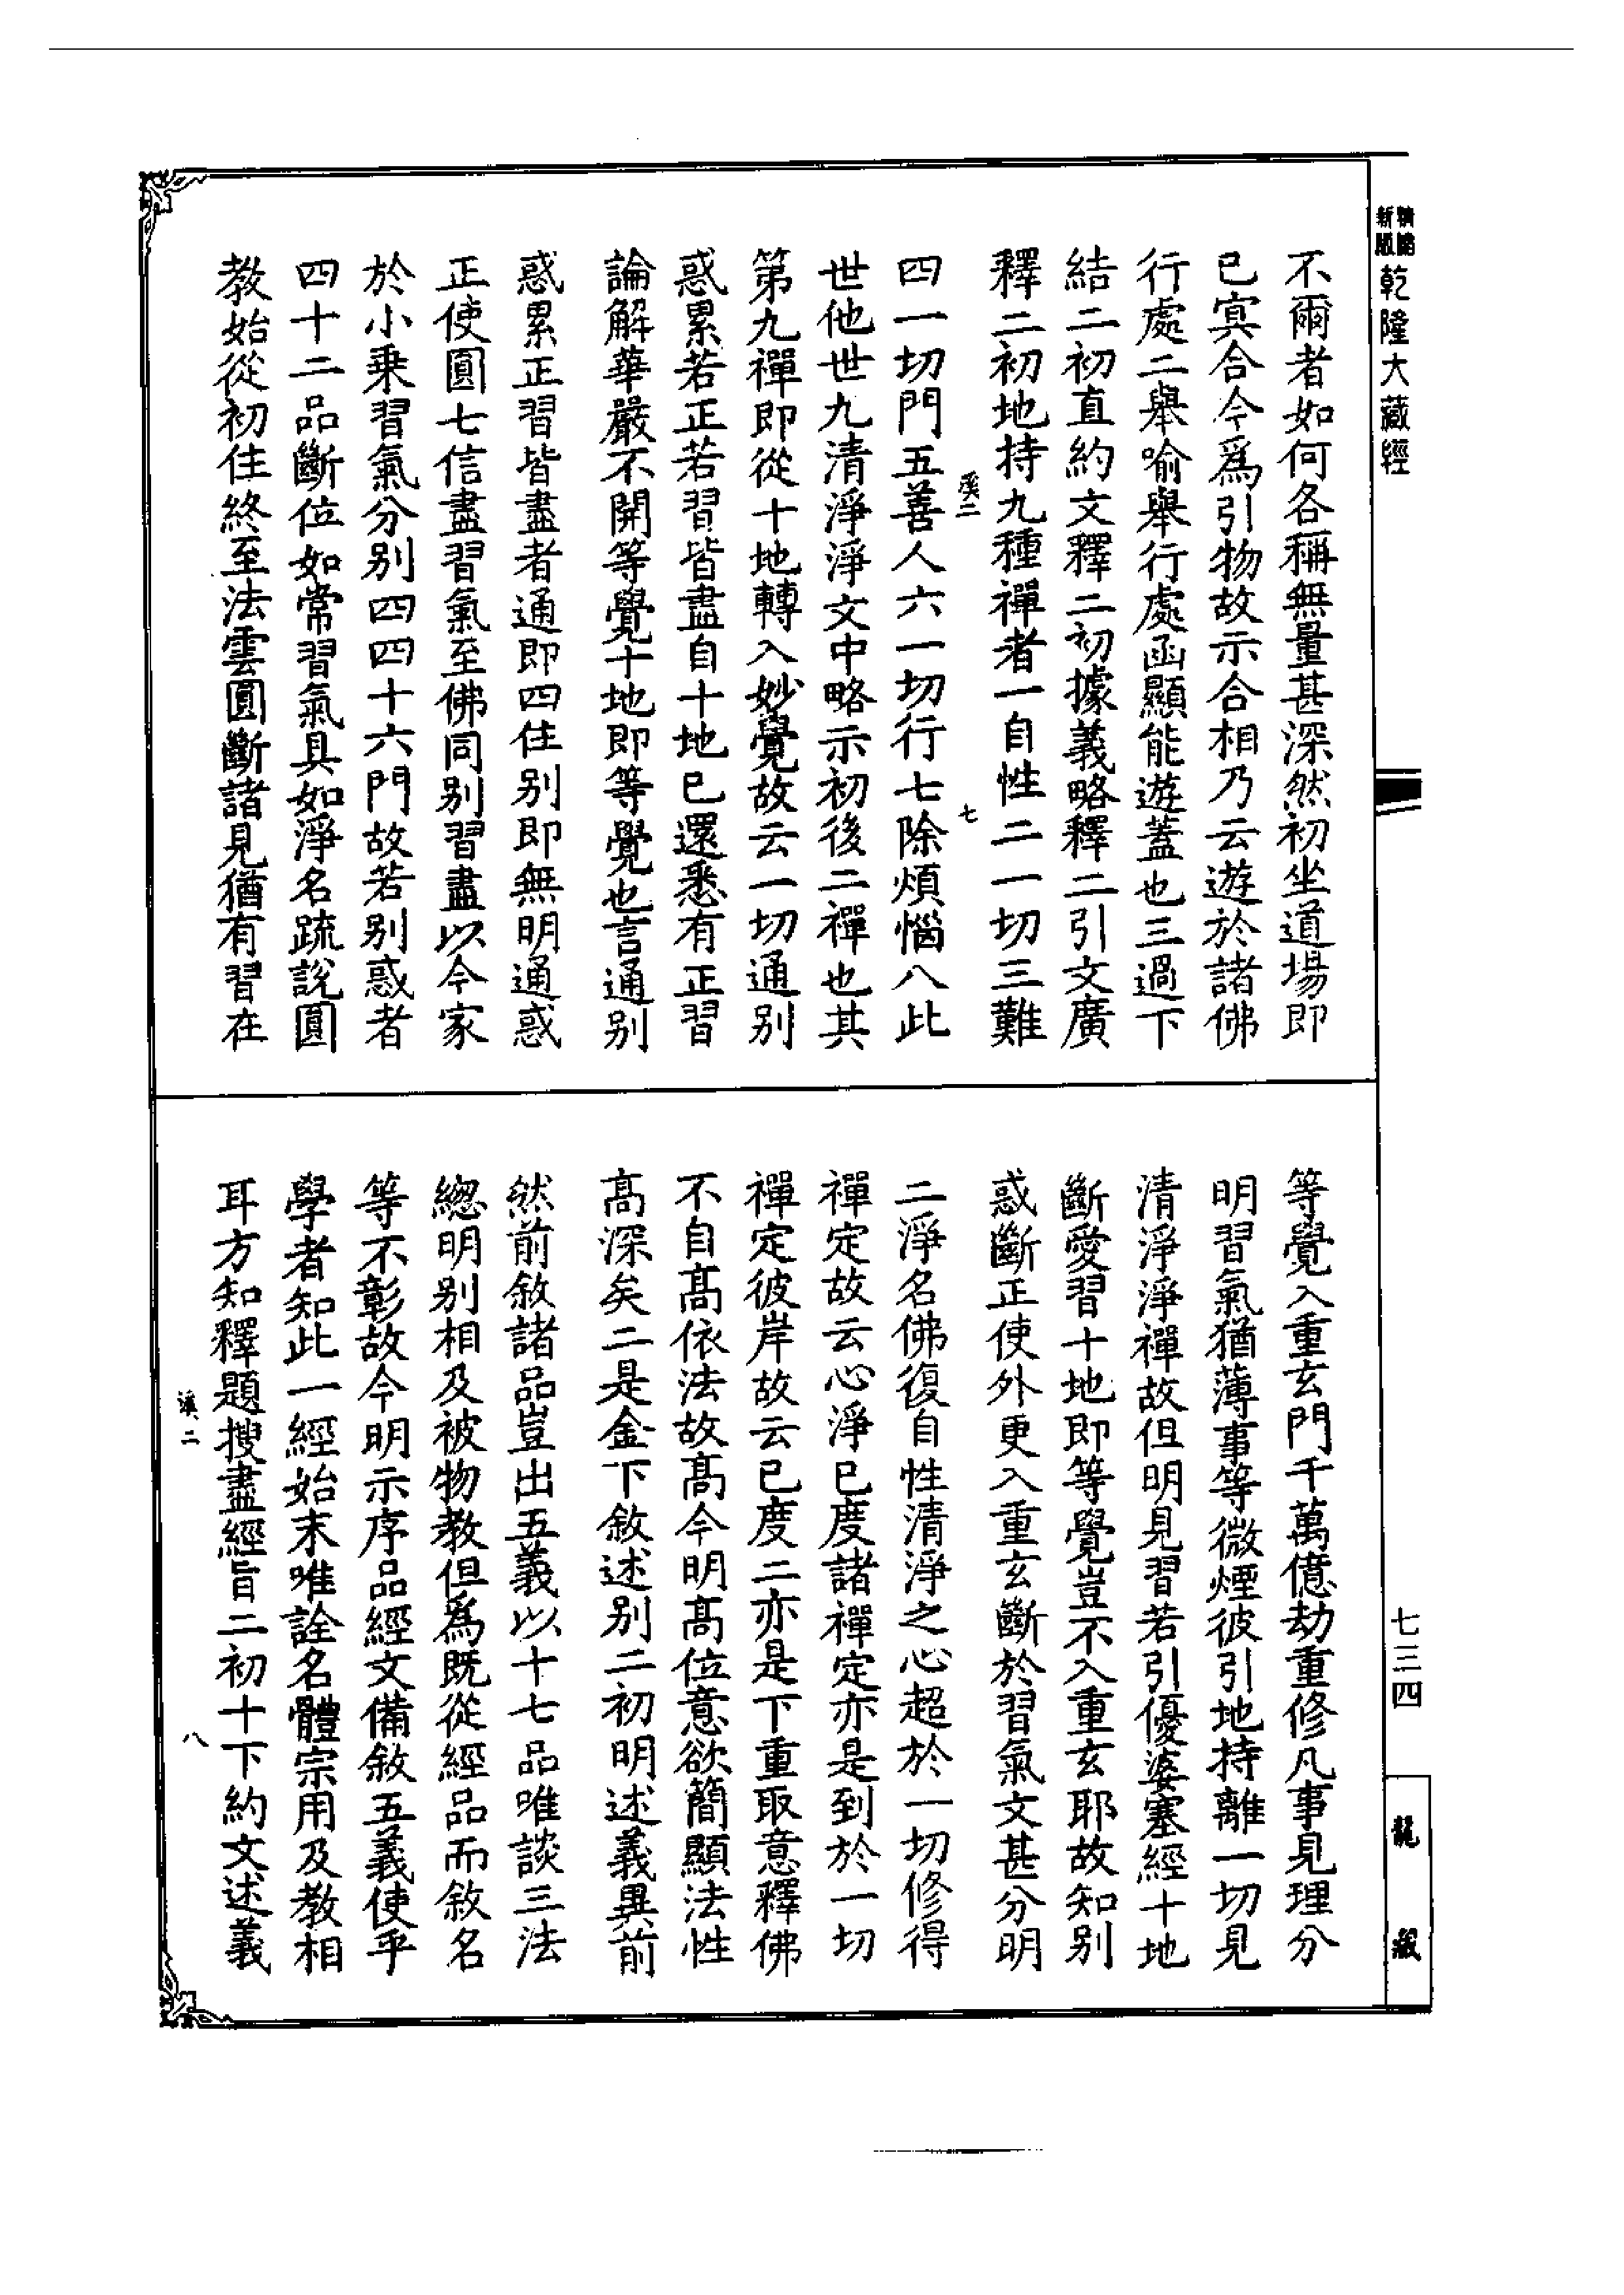 乾隆大藏經
不爾者如何各稱無量甚深然初坐道場即
已㝠合今爲引物故示合相乃云遊於諸佛
行處二舉喻舉行處函顯能遊蓋也三過下
結二初直約文釋二初據義略釋二引文廣
釋二初地持九種禪者一自性二一切三難
四一切門五善人六一切行七除煩惱八此
世他世九清淨淨文中略示初後二禪也其
第九禪即從十地轉入妙覺故云一切通别
惑累若正若習皆盡自十地已還悉有正習
論解華嚴不開等覺十地即等覺也言通别
惑累正習皆盡者通即四住别即無明通惑
正使圓七信盡習氣至佛同别習盡以今家
於小乗習氣分别四四十六門故若别惑者
四十二品斷位如常習氣具如淨名疏說圓
教始從初住終至法雲圓斷諸見猶有習在
等覺入重玄門千萬億劫重修凡事見理分
明習氣猶薄事等微煙彼引地持離一切見
清淨淨禪故但明見習若引優婆塞經十地
斷愛習十地即等覺豈不入重玄耶故知别
惑斷正使外更入重玄斷於習氣文甚分明
二淨名佛復自性清淨之心超於一切修得
禪定故云心淨已度諸禪定亦是到於一切
禪定彼岸故云已度二亦是下重取意釋佛
不自髙依法故髙今明髙位意欲簡顯法性
髙深矣二是金下敘述别二初明述義異前
然前敘諸品豈出五義以十七品唯談三法
總明别相及被物教但爲既從經品而敘名
等不彰故今明示序品經文備敘五義使乎
學者知此一經始末唯詮名體宗用及教相
耳方知釋題搜盡經旨二初十下約文述義
七
溪二
八
七三四
龍藏